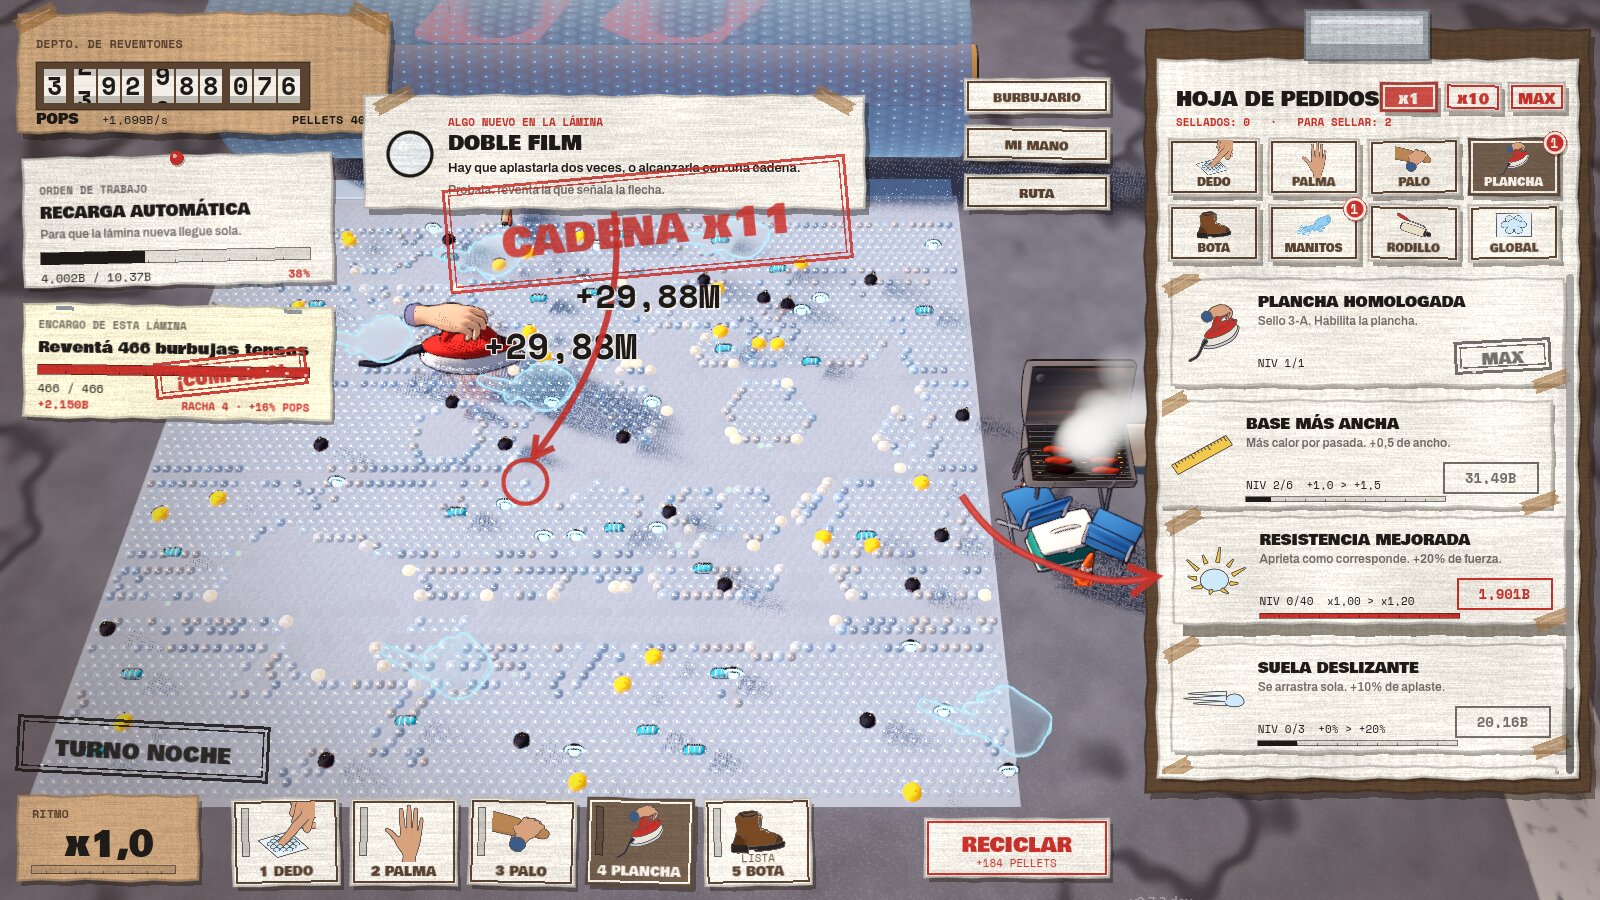 DEPTO. DE REVENTONES
POPS +1,699B/s PELLETS 40
ORDEN DE TRABAJO
RECARGA AUTOMÁTICA
Para que la lámina nueva llegue sola.
4,002B / 10,37B 38%
ENCARGO DE ESTA LÁMINA
Reventá 466 burbujas tensas
466 / 466
+2,150B RACHA 4 · +16% POPS
ALGO NUEVO EN LA LÁMINA
DOBLE FILM
Hay que aplastarla dos veces, o alcanzarla con una cadena.
Probala: reventá la que señala la flecha.
CADENA x11
+29,88M
+29,88M
BURBUJARIO
MI MANO
RUTA
HOJA DE PEDIDOS x1 x10 MAX
SELLADOS: 0 · PARA SELLAR: 2
DEDO PALMA PALO PLANCHA 1
BOTA MANITOS 1 RODILLO GLOBAL
PLANCHA HOMOLOGADA
Sello 3-A. Habilita la plancha.
NIV 1/1 MAX
BASE MÁS ANCHA
Más calor por pasada. +0,5 de ancho.
NIV 2/6 +1,0 > +1,5 31,49B
RESISTENCIA MEJORADA
Aprieta como corresponde. +20% de fuerza.
NIV 0/40 x1,00 > x1,20 1,901B
SUELA DESLIZANTE
Se arrastra sola. +10% de aplaste.
NIV 0/3 +0% > +20% 20,16B
TURNO NOCHE
RITMO
x1,0
1 DEDO
2 PALMA
3 PALO
4 PLANCHA
LISTA
5 BOTA
RECICLAR
+184 PELLETS